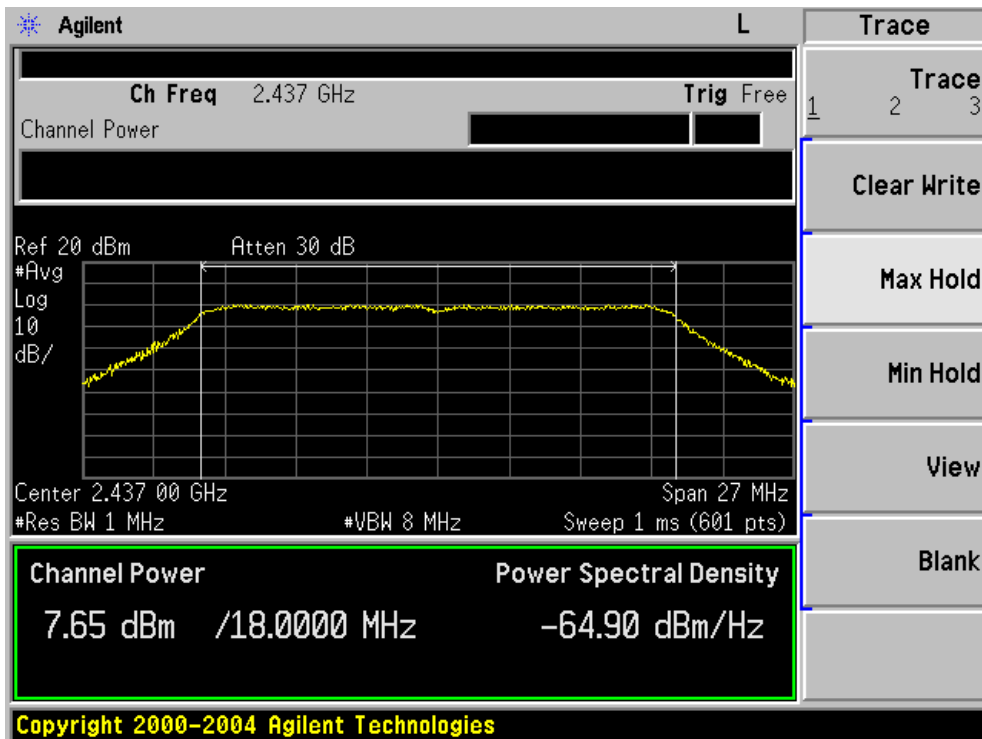 Agilent L Trace
Ch Freq 2.437 GHz Trig Free
Channel Power
Trace
1 2 3
Clear Write
Max Hold
Min Hold
View
Blank
Ref 20 dBm Atten 30 dB
#Avg
Log
10
dB/
Center 2.437 00 GHz Span 27 MHz
#Res BW 1 MHz #VBW 8 MHz Sweep 1 ms (601 pts)
Channel Power Power Spectral Density
7.65 dBm /18.0000 MHz -64.90 dBm/Hz
Copyright 2000-2004 Agilent Technologies